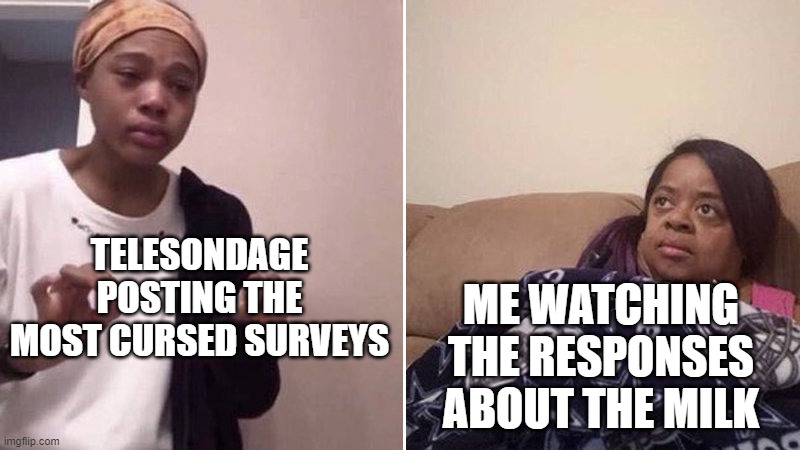 TELESONDAGE
POSTING THE
MOST CURSED SURVEYS
ME WATCHING
THE RESPONSES
ABOUT THE MILK
imgflip.com